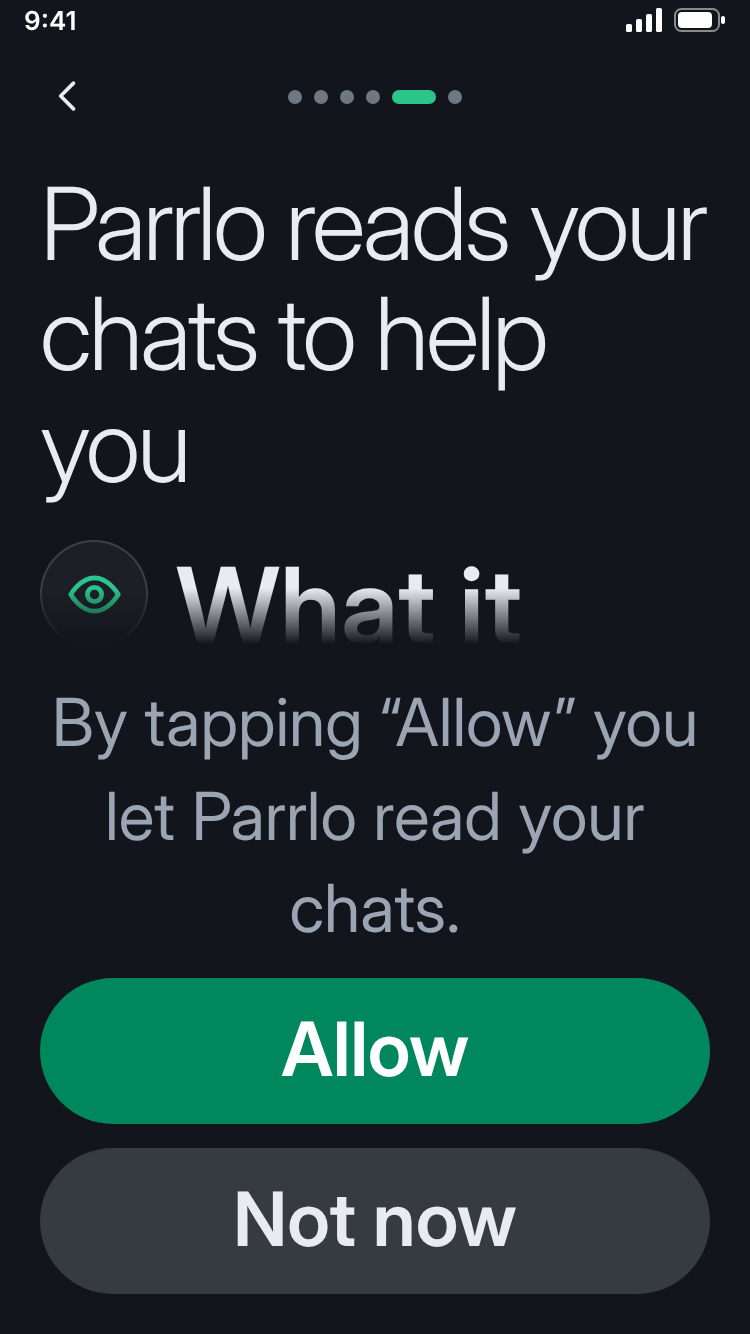 9:41
Parrlo reads your
chats to help
you
What it
By tapping “Allow” you
let Parrlo read your
chats.
Allow
Not now